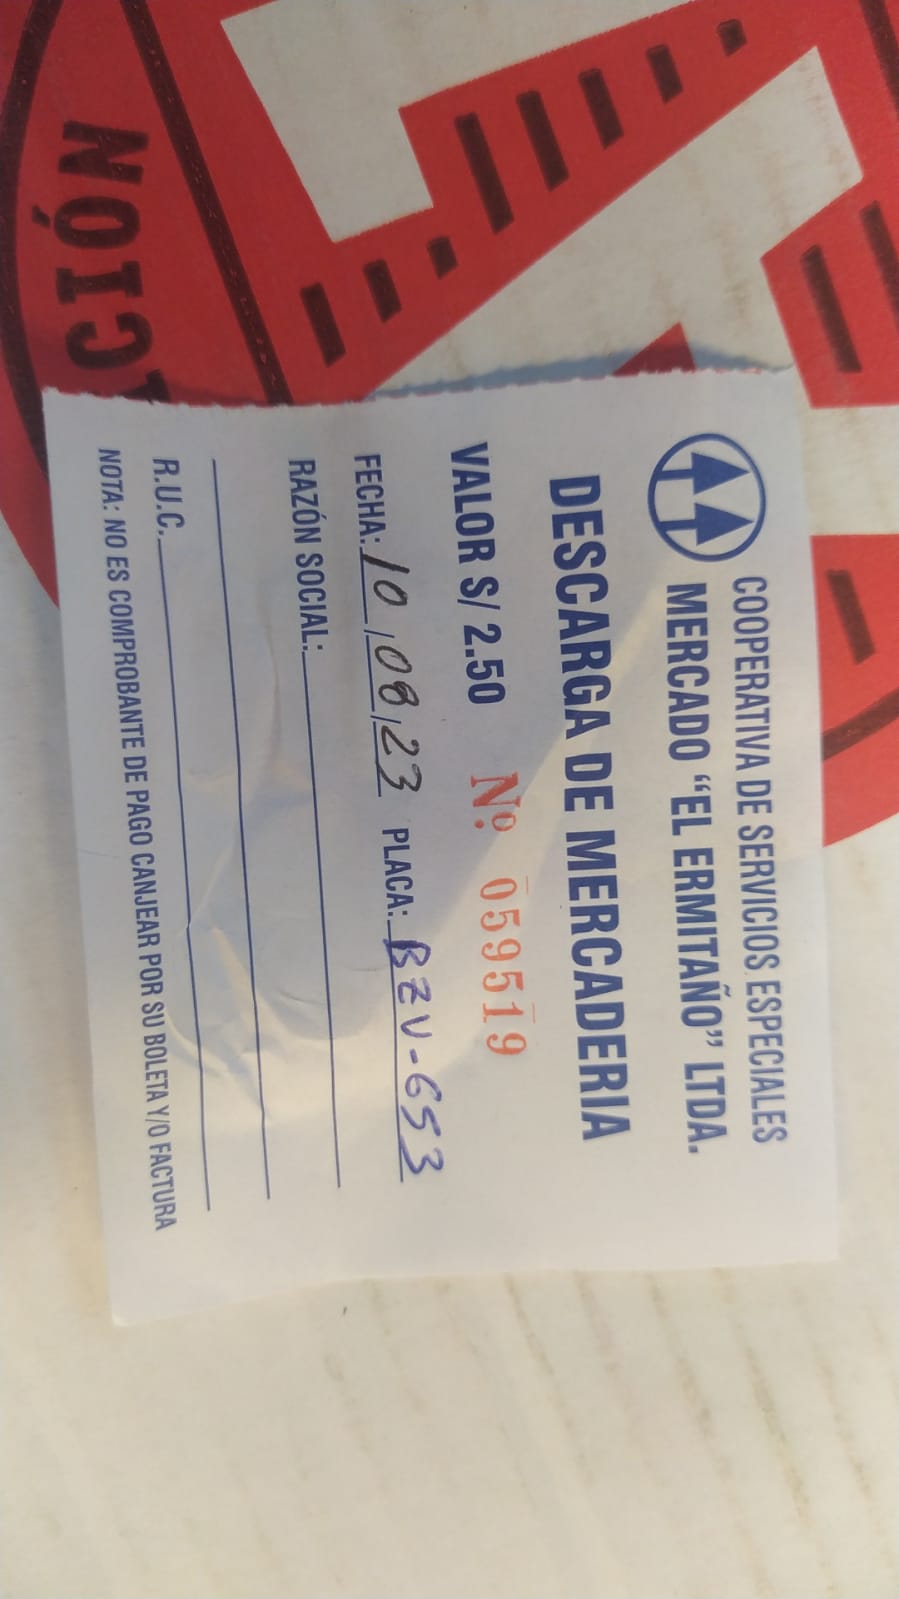 CIÓN
COOPERATIVA DE SERVICIOS ESPECIALES
MERCADO “EL ERMITAÑO” LTDA.
DESCARGA DE MERCADERIA
VALOR S/ 2.50 Nº 059519
FECHA: 10/08/23 PLACA: BZV-653
RAZÓN SOCIAL:
R.U.C.
NOTA: NO ES COMPROBANTE DE PAGO CANJEAR POR SU BOLETA Y/O FACTURA